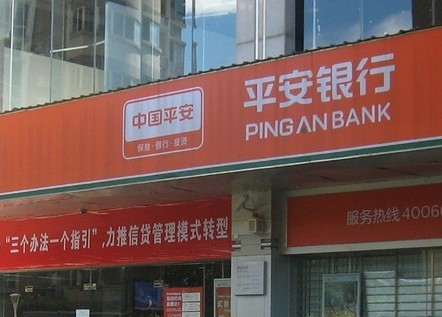 中国平安
保险·银行·投资
平安银行
PINGAN BANK
"三个办法一个指引",力推信贷管理模式转型
服务热线 40060